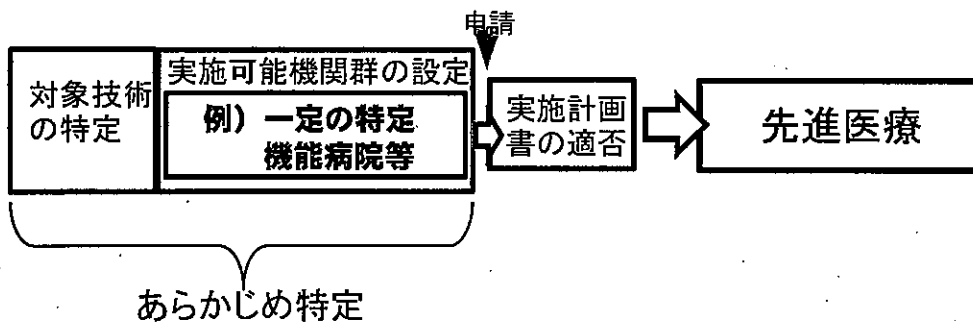 申請
対象技術
の特定
実施可能機関群の設定
例）一定の特定
機能病院等
実施計画
書の適否
先進医療
あらかじめ特定